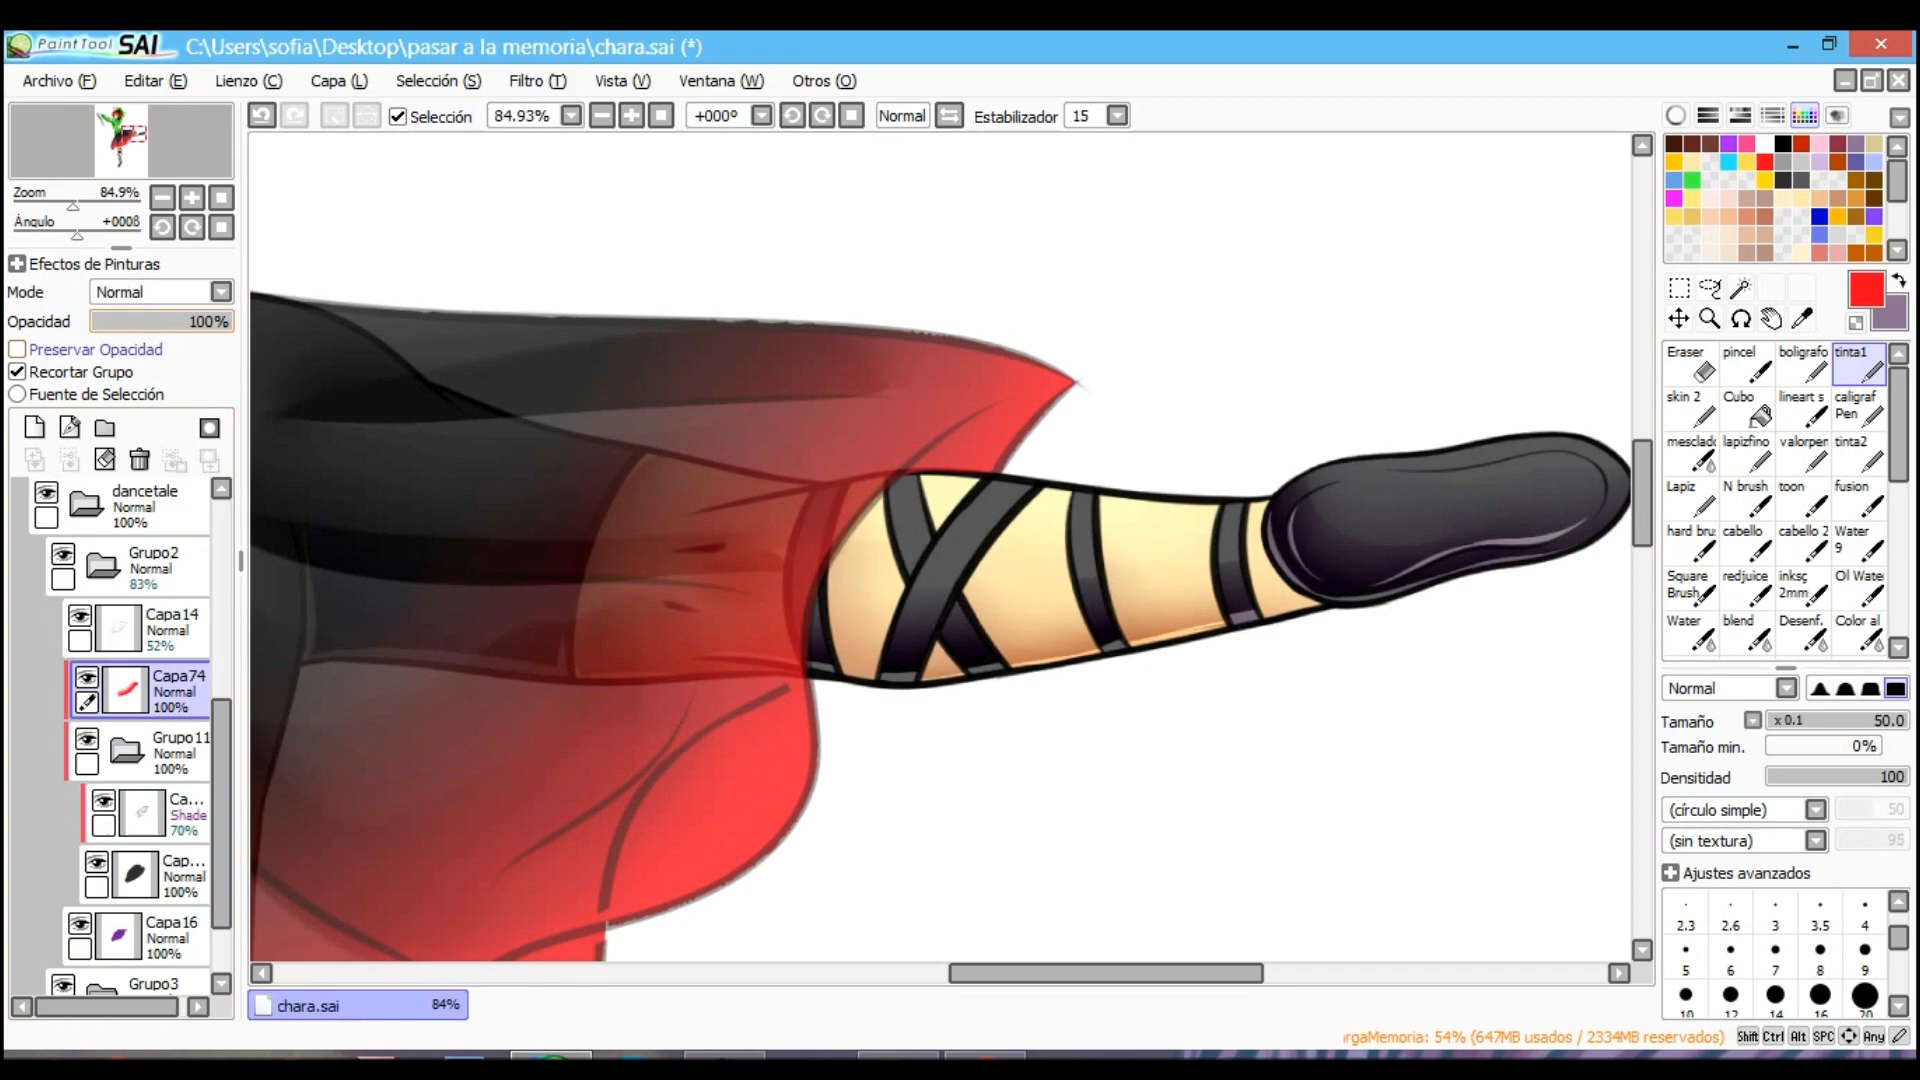 PaintTool SAI C:\Users\sofia\Desktop\pasar a la memoria\chara.sai (*)
Archivo (F) Editar (E) Lienzo (C) Capa (L) Selección (S) Filtro (T) Vista (V) Ventana (W) Otros (O)
Selección 84.93% +000º Normal Estabilizador 15
Zoom 84.9%
Ángulo +000ß
Efectos de Pinturas
Mode Normal
Opacidad 100%
Preservar Opacidad
Recortar Grupo
Fuente de Selección
dancetale
Normal
100%
Grupo2
Normal
83%
Capa14
Normal
52%
Capa74
Normal
100%
Grupo11
Normal
100%
Ca...
Shade
70%
Cap...
Normal
100%
Capa16
Normal
100%
Grupo3
chara.sai 84%
Eraser pincel boligrafo tinta1
skin 2 Cubo lineart s caligraf Pen
mesclado lapizfino valorpen tinta2
Lapiz N brush toon fusion
hard bru cabello cabello 2 Water 9
Square Brush redjuice inksç 2mm Ol Wate
Water blend Desenf. Color al
Normal
Tamaño x 0.1 50.0
Tamaño min. 0%
Densitidad 100
(círculo simple) 50
(sin textura) 95
Ajustes avanzados
2.3 2.6 3 3.5 4
5 6 7 8 9
10 12 14 16 20
rgaMemoria: 54% (647MB usados / 2334MB reservados) Shift Ctrl Alt SPC Any